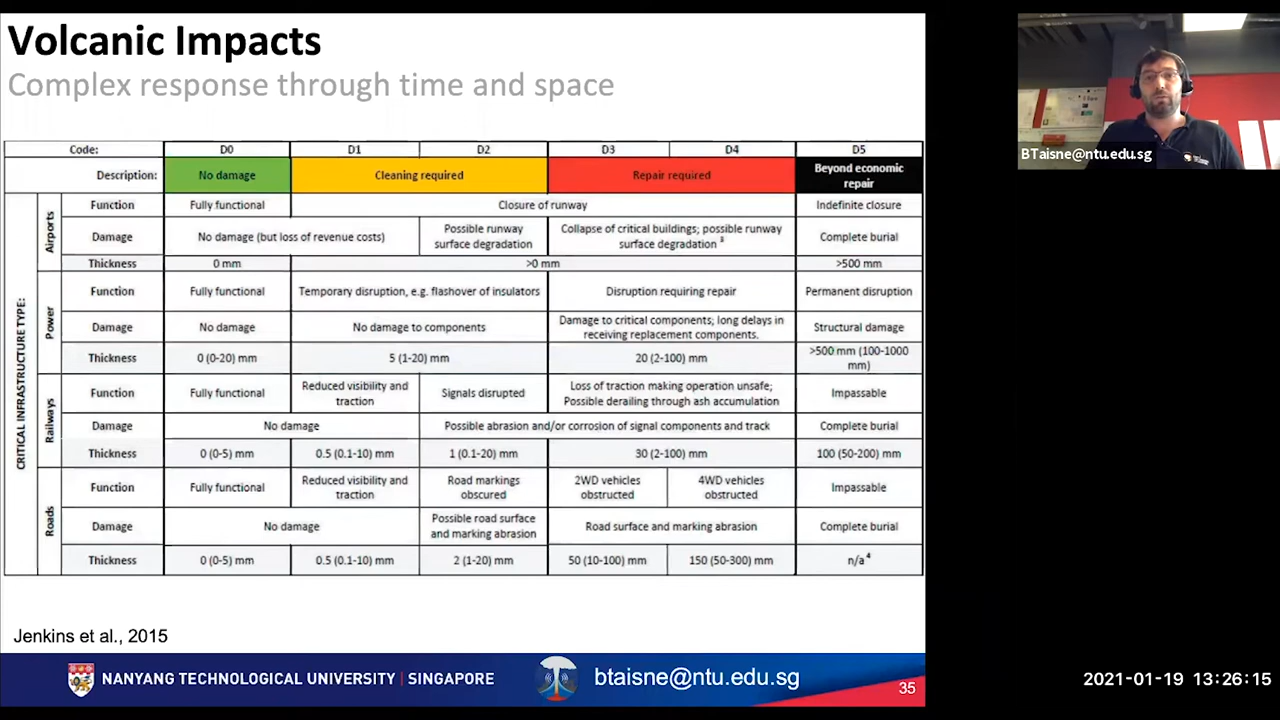 Volcanic Impacts
Complex response through time and space
BTaisne@ntu.edu.sg
Code: D0 D1 D2 D3 D4 D5
Description: No damage Cleaning required Repair required Beyond economic
repair
CRITICAL INFRASTRUCTURE TYPE:
Airports
Function Fully functional Closure of runway Indefinite closure
Damage No damage (but loss of revenue costs) Possible runway
surface degradation Collapse of critical buildings; possible runway
surface degradation ³ Complete burial
Thickness 0 mm >0 mm >500 mm
Power
Function Fully functional Temporary disruption, e.g. flashover of insulators Disruption requiring repair Permanent disruption
Damage No damage No damage to components Damage to critical components; long delays in
receiving replacement components. Structural damage
Thickness 0 (0-20) mm 5 (1-20) mm 20 (2-100) mm >500 mm (100-1000
mm)
Railways
Function Fully functional Reduced visibility and
traction Signals disrupted Loss of traction making operation unsafe;
Possible derailing through ash accumulation Impassable
Damage No damage Possible abrasion and/or corrosion of signal components and track Complete burial
Thickness 0 (0-5) mm 0.5 (0.1-10) mm 1 (0.1-20) mm 30 (2-100) mm 100 (50-200) mm
Roads
Function Fully functional Reduced visibility and
traction Road markings
obscured 2WD vehicles
obstructed 4WD vehicles
obstructed Impassable
Damage No damage Possible road surface
and marking abrasion Road surface and marking abrasion Complete burial
Thickness 0 (0-5) mm 0.5 (0.1-10) mm 2 (1-20) mm 50 (10-100) mm 150 (50-300) mm n/a ⁴
Jenkins et al., 2015
NANYANG TECHNOLOGICAL UNIVERSITY | SINGAPORE
btaisne@ntu.edu.sg
35
2021-01-19 13:26:15